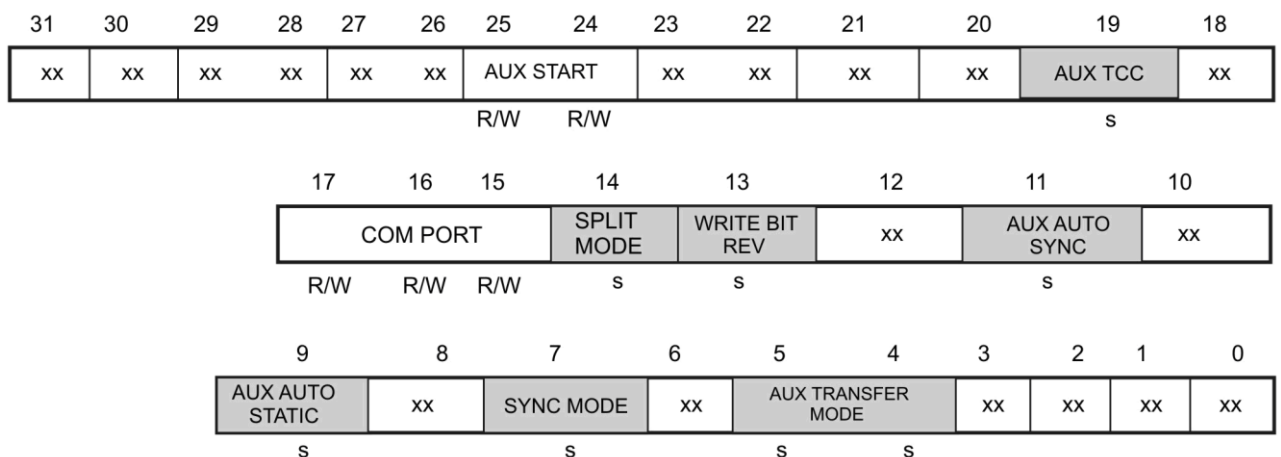 31 30 29 28 27 26 25 24 23 22 21 20 19 18
xx xx xx xx xx xx AUX START xx xx xx xx AUX TCC xx
R/W R/W s
17 16 15 14 13 12 11 10
COM PORT SPLIT MODE WRITE BIT REV xx AUX AUTO SYNC xx
R/W R/W R/W s s s
9 8 7 6 5 4 3 2 1 0
AUX AUTO STATIC xx SYNC MODE xx AUX TRANSFER MODE xx xx xx xx
s s s s